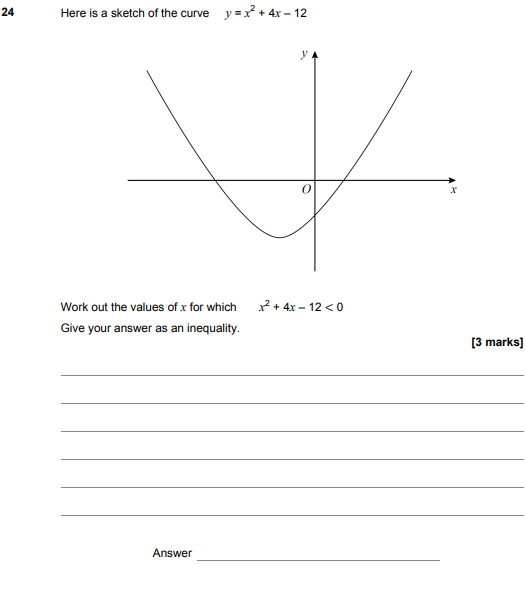 24 Here is a sketch of the curve y = x² + 4x – 12
y
O
x
Work out the values of x for which x² + 4x – 12 < 0
Give your answer as an inequality.
[3 marks]
Answer